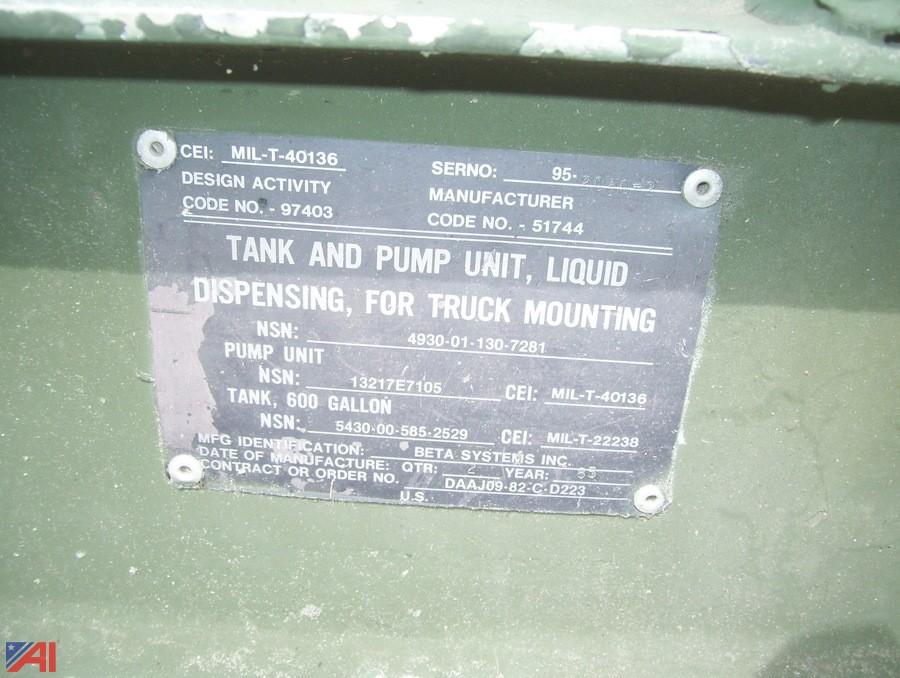 CEI: MIL-T-40136 SERNO: 95-
DESIGN ACTIVITY MANUFACTURER
CODE NO. - 97403 CODE NO. - 51744
TANK AND PUMP UNIT, LIQUID
DISPENSING, FOR TRUCK MOUNTING
NSN: 4930-01-130-7281
PUMP UNIT
NSN: 13217E7105 CEI: MIL-T-40136
TANK, 600 GALLON
NSN: 5430-00-585-2529 CEI: MIL-T-22238
MFG IDENTIFICATION: BETA SYSTEMS INC.
DATE OF MANUFACTURE: QTR: 2 YEAR:
CONTRACT OR ORDER NO. DAAJ09-82-C-D223
U.S.
AI